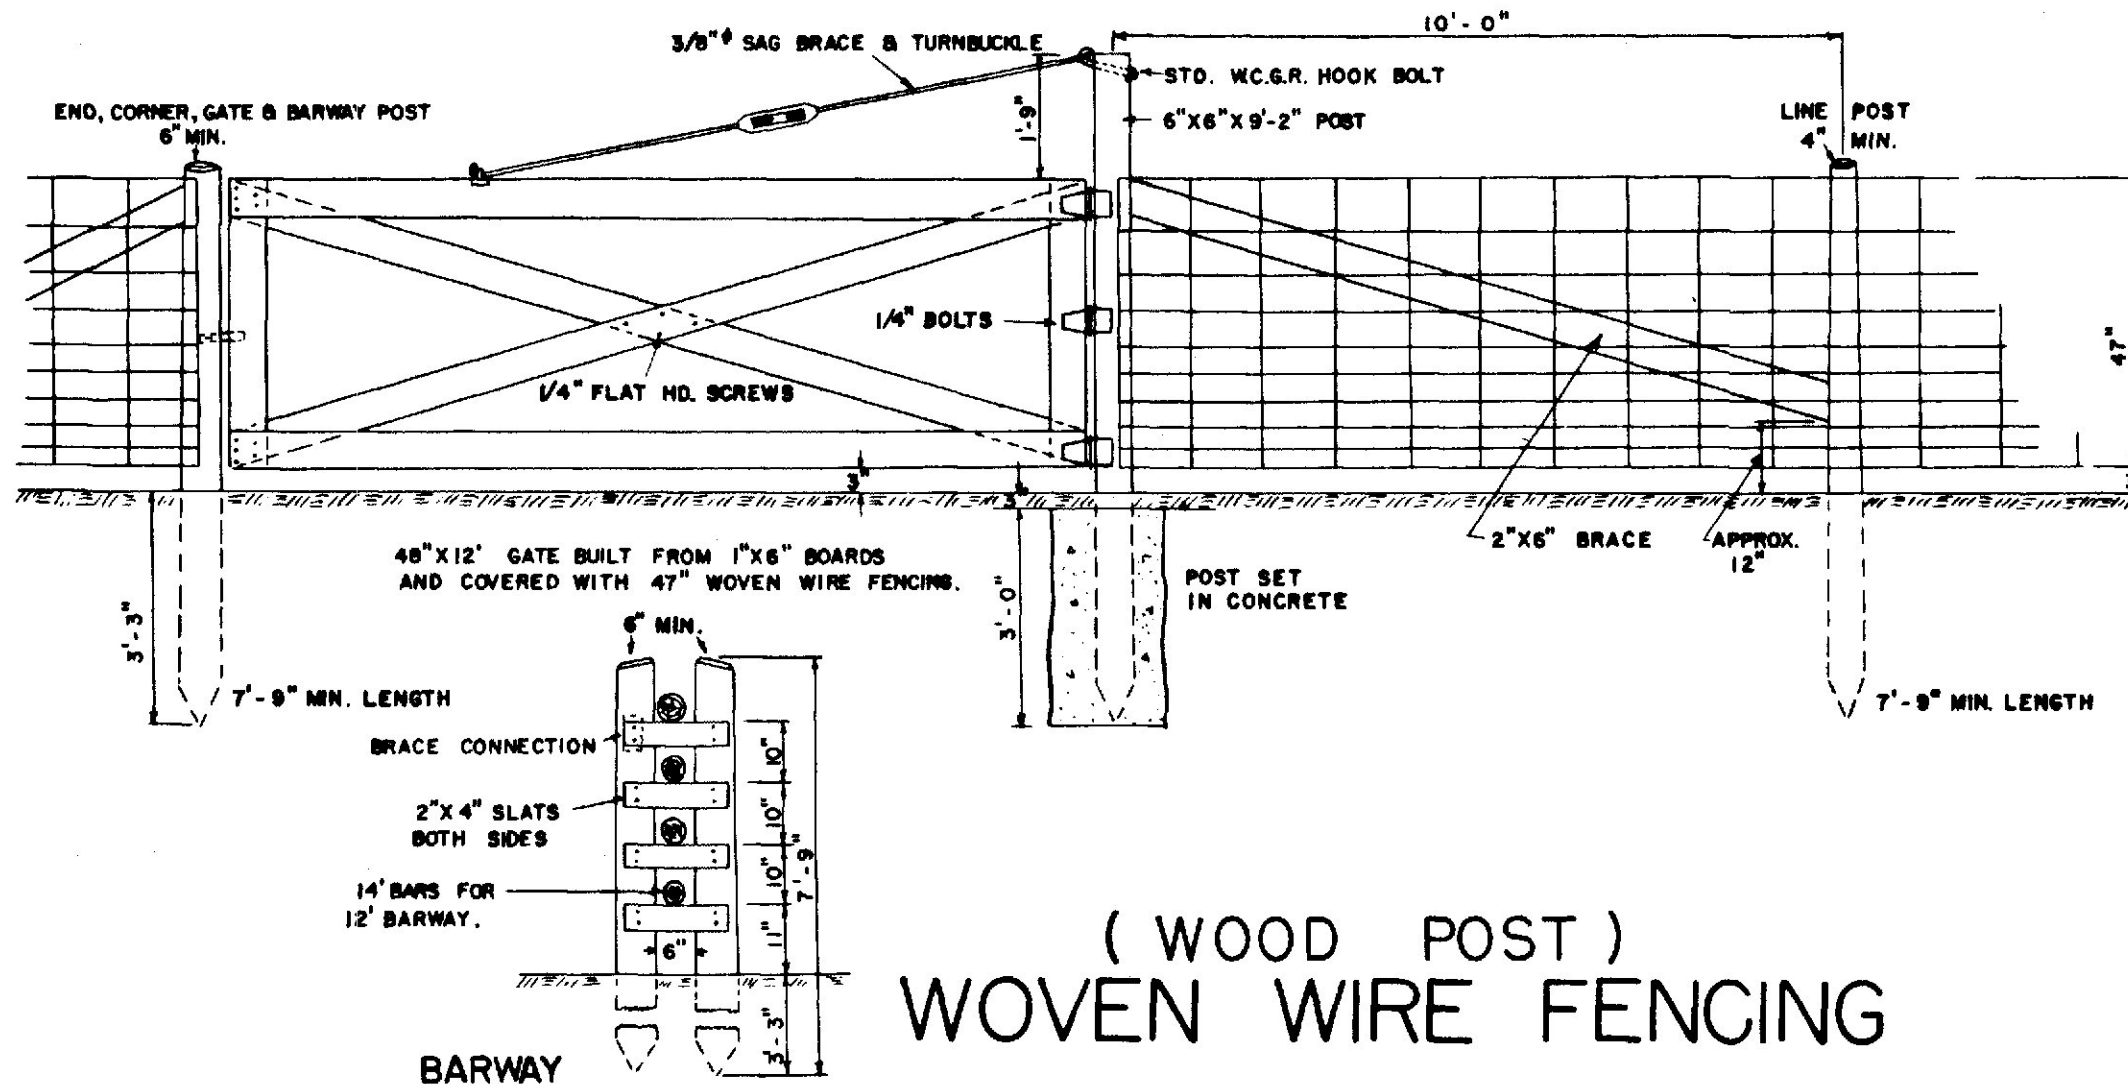 10'-0"
3/8"ϕ SAG BRACE & TURNBUCKLE
STD. W.C.G.R. HOOK BOLT
END, CORNER, GATE & BARWAY POST
6" MIN.
1'-9"
6"X6"X9'-2" POST
LINE POST
4" MIN.
1/4" BOLTS
47"
1/4" FLAT HD. SCREWS
3"
3"
2"X6" BRACE
APPROX.
12"
48"X12' GATE BUILT FROM 1"X6" BOARDS
AND COVERED WITH 47" WOVEN WIRE FENCING.
POST SET
IN CONCRETE
3'-3"
3'-0"
6" MIN.
7'-9" MIN. LENGTH
7'-9" MIN. LENGTH
BRACE CONNECTION
10"
2"X4" SLATS
BOTH SIDES
10"
7'-9"
10"
14' BARS FOR
12' BARWAY.
11"
6"
3'-3"
(WOOD POST)
WOVEN WIRE FENCING
BARWAY